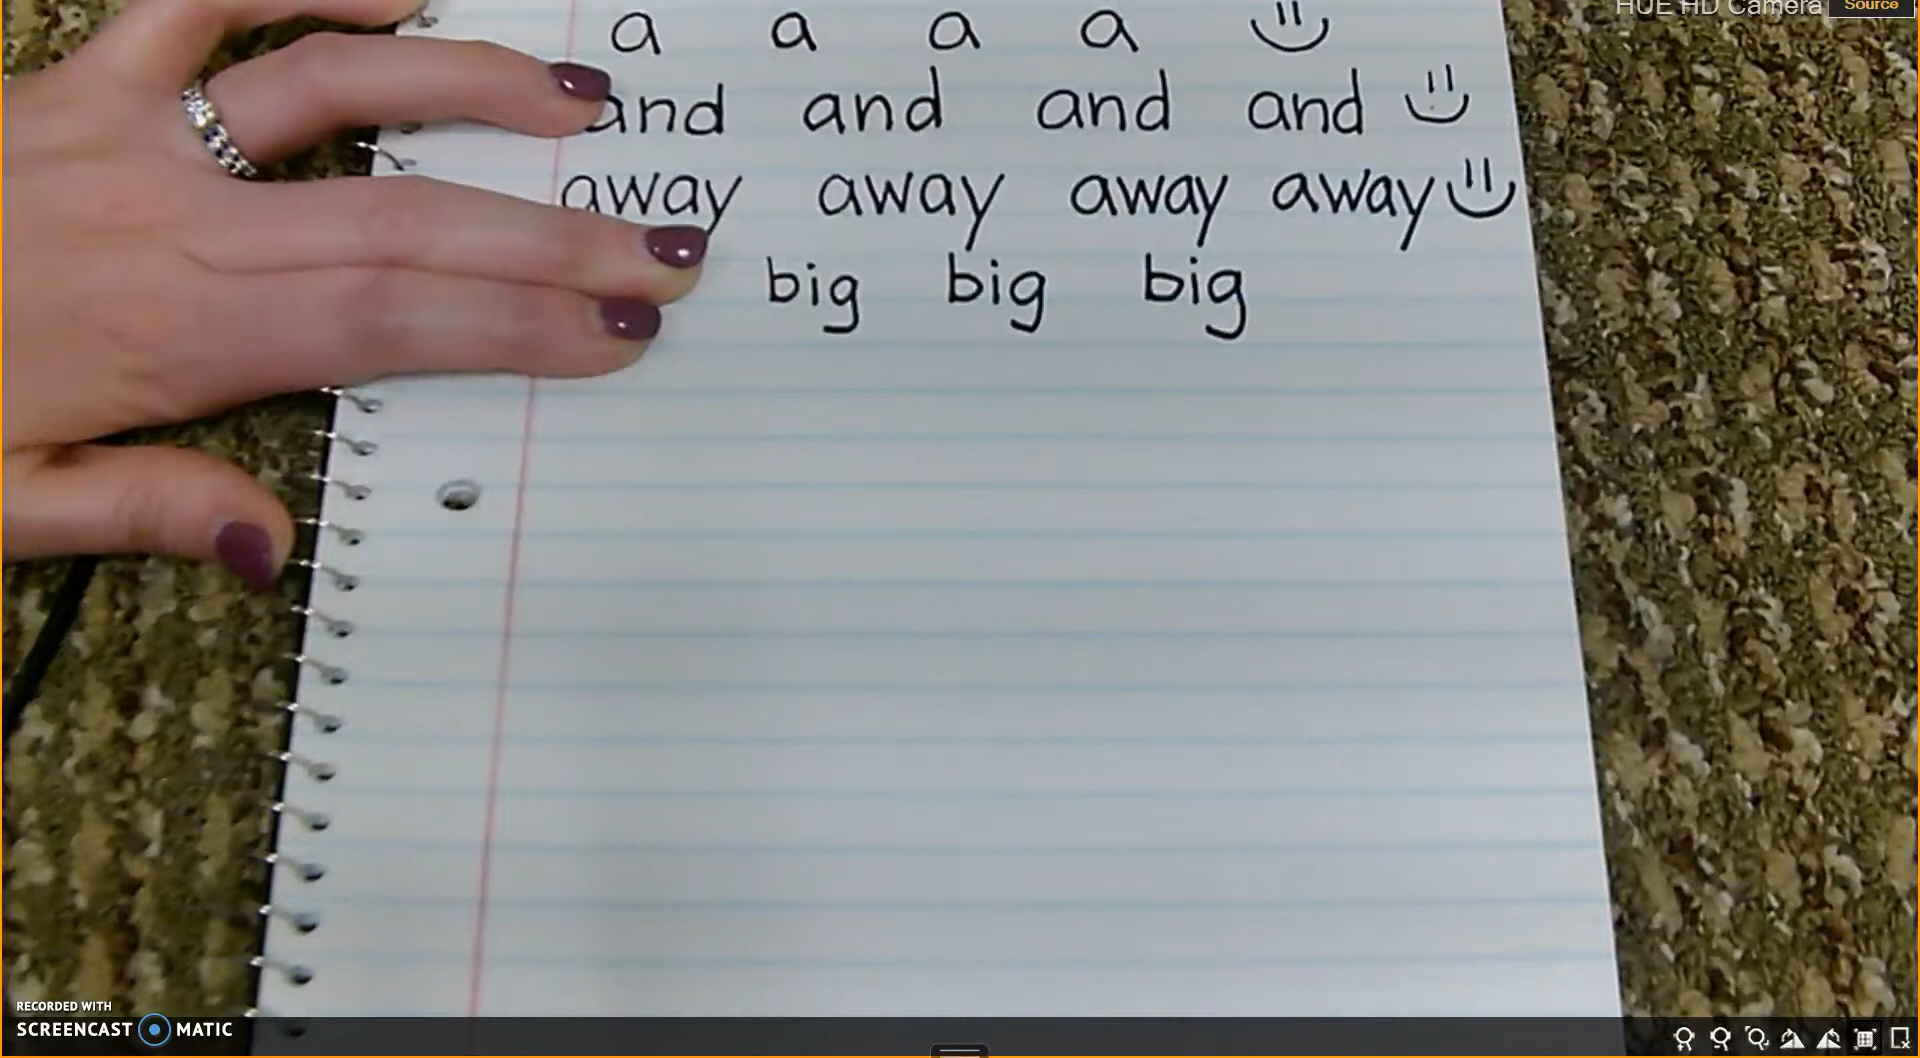 HUE HD Camera Source
a a a a
and and and and
away away away away
big big big
RECORDED WITH
SCREENCAST MATIC